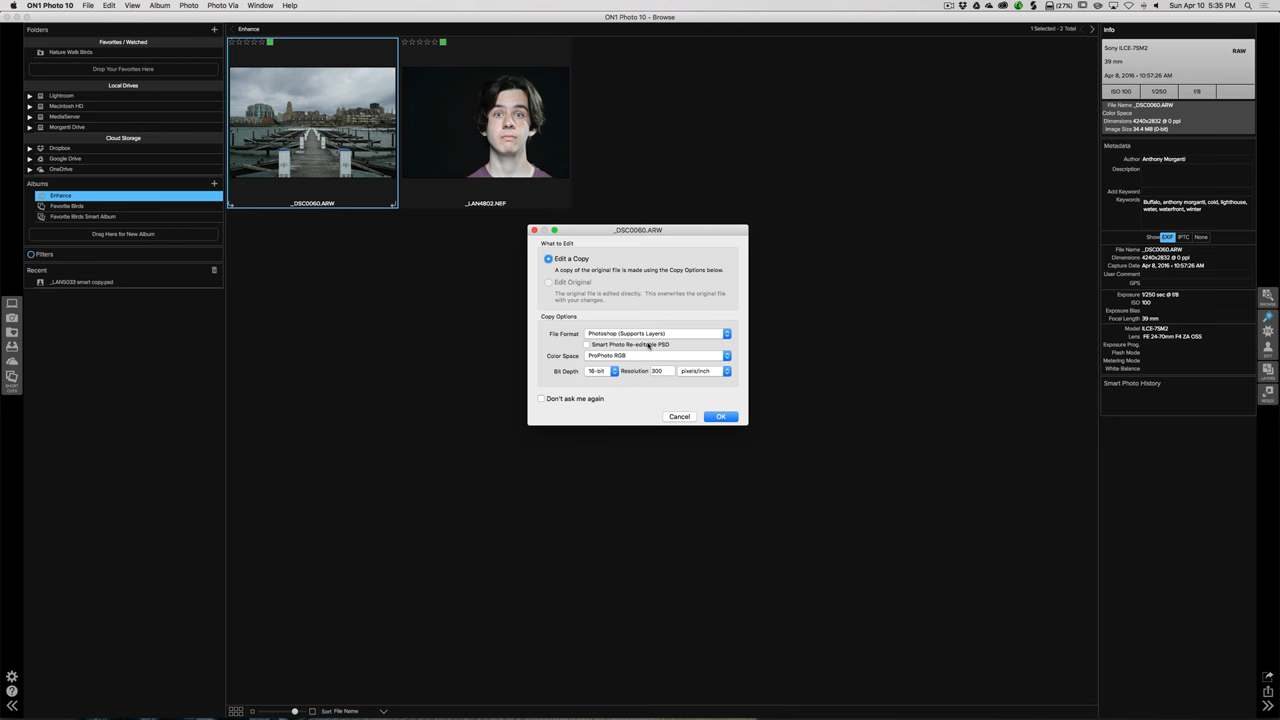 ON1 Photo 10 File Edit View Album Photo Photo Via Window Help (27%) Sun Apr 10 5:35 PM
ON1 Photo 10 - Browse
Folders +
Favorites / Watched
Nature Walk Birds
Drop Your Favorites Here
Local Drives
Lightroom
Macintosh HD
MediaServer
Morganti Drive
Cloud Storage
Dropbox
Google Drive
OneDrive
Albums +
Enhance
Favorite Birds
Favorite Birds Smart Album
Drag Here for New Album
Filters
Recent
_LAN5033 smart copy.psd
Enhance
1 Selected - 2 Total
_DSC0060.ARW
_LAN4802.NEF
_DSC0060.ARW
What to Edit
Edit a Copy
A copy of the original file is made using the Copy Options below.
Edit Original
The original file is edited directly. This overwrites the original file
with your changes.
Copy Options
File Format Photoshop (Supports Layers)
Smart Photo Re-editable PSD
Color Space ProPhoto RGB
Bit Depth 16-bit Resolution 300 pixels/inch
Don't ask me again
Cancel OK
Sort File Name
Info
Sony ILCE-7SM2 RAW
39 mm
Apr 8, 2016 • 10:57:26 AM
ISO 100 1/250 f/8
File Name _DSC0060.ARW
Color Space
Dimensions 4240x2832 @ 0 ppi
Image Size 34.4 MB (0-bit)
Metadata
Author Anthony Morganti
Description
Add Keyword
Keywords Buffalo, anthony morganti, cold, lighthouse,
water, waterfront, winter
Show EXIF IPTC None
File Name _DSC0060.ARW
Dimensions 4240x2832 @ 0 ppi
Capture Date Apr 8, 2016 • 10:57:26 AM
User Comment
GPS
Exposure 1/250 sec @ f/8
ISO 100
Exposure Bias
Focal Length 39 mm
Model ILCE-7SM2
Lens FE 24-70mm F4 ZA OSS
Exposure Prog.
Flash Mode
Metering Mode
White Balance
Smart Photo History
BROWSE
EDIT
LAYERS
RESIZE